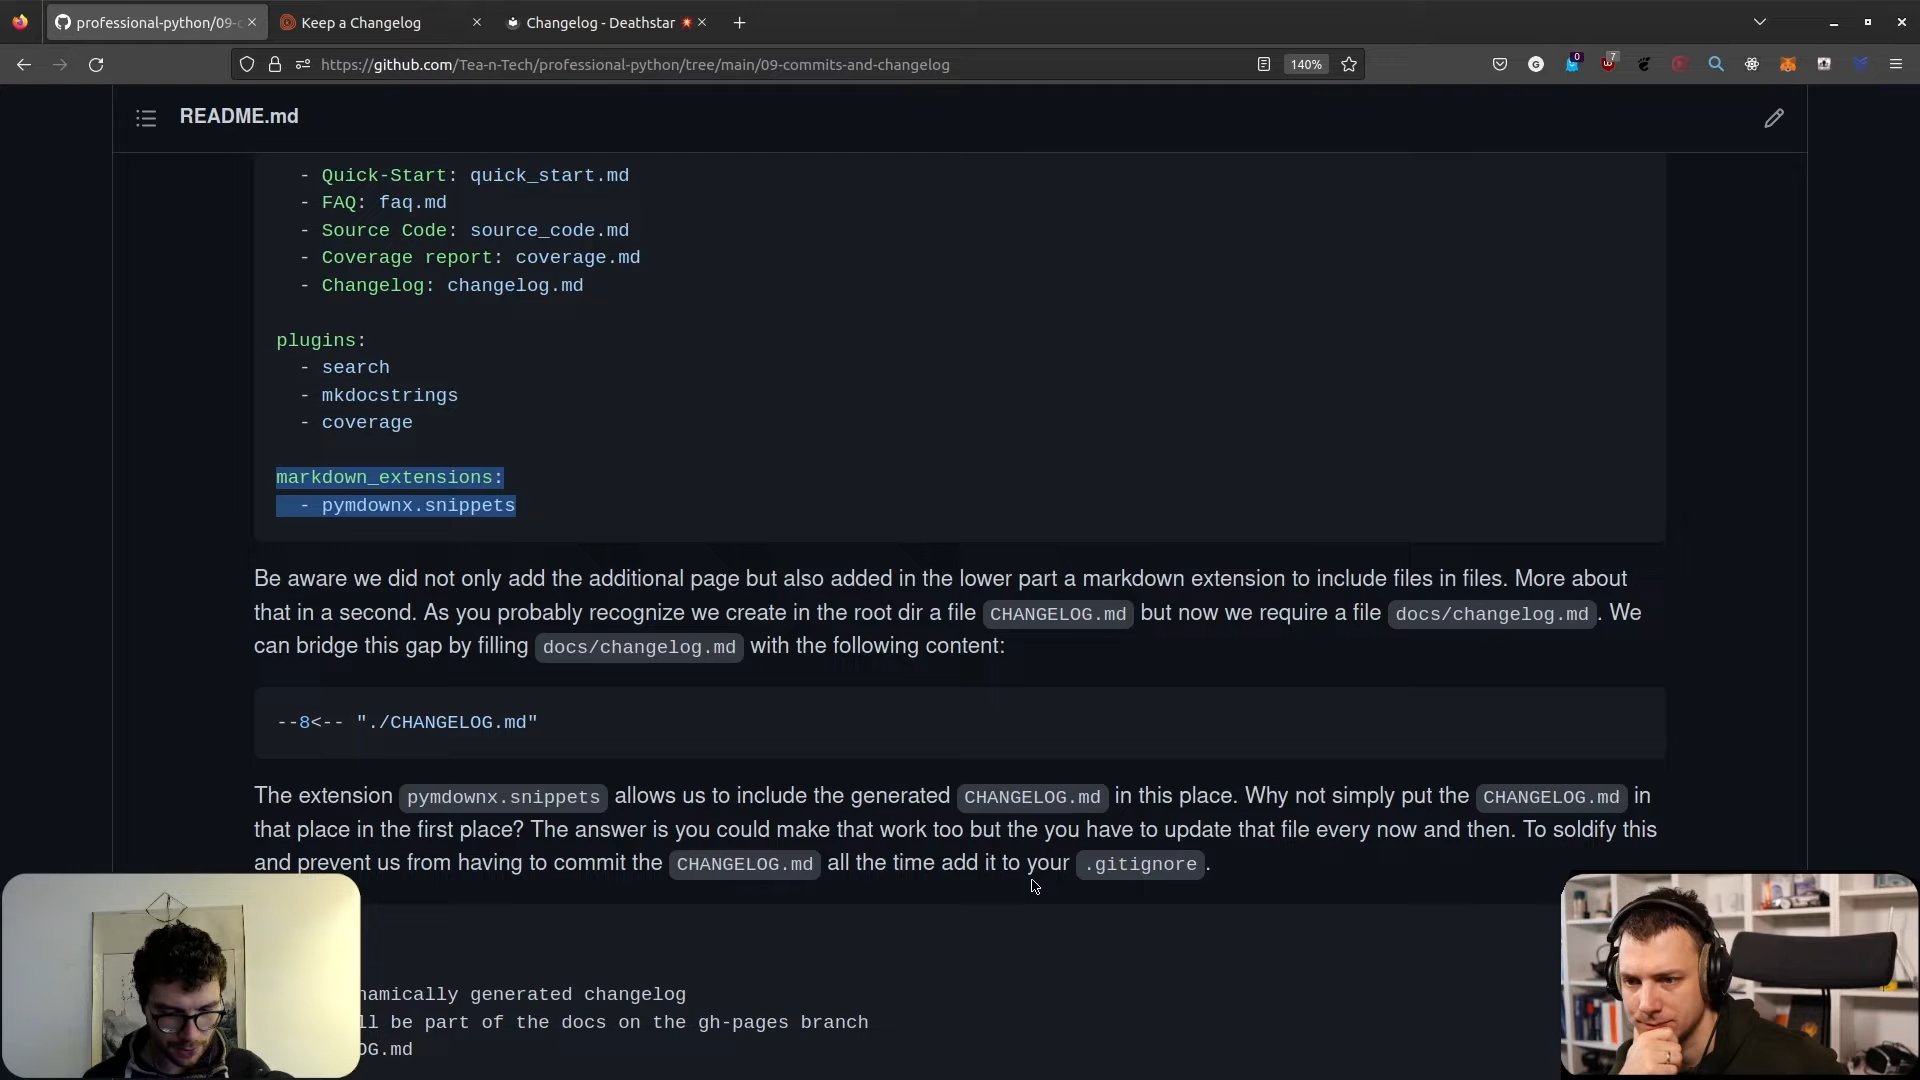 professional-python/09-c
Keep a Changelog
Changelog - Deathstar
https://github.com/Tea-n-Tech/professional-python/tree/main/09-commits-and-changelog
140%
0
7
README.md
- Quick-Start: quick_start.md
- FAQ: faq.md
- Source Code: source_code.md
- Coverage report: coverage.md
- Changelog: changelog.md
plugins:
- search
- mkdocstrings
- coverage
markdown_extensions:
- pymdownx.snippets
Be aware we did not only add the additional page but also added in the lower part a markdown extension to include files in files. More about
that in a second. As you probably recognize we create in the root dir a file CHANGELOG.md but now we require a file docs/changelog.md. We
can bridge this gap by filling docs/changelog.md with the following content:
--8<-- "./CHANGELOG.md"
The extension pymdownx.snippets allows us to include the generated CHANGELOG.md in this place. Why not simply put the CHANGELOG.md in
that place in the first place? The answer is you could make that work too but the you have to update that file every now and then. To soldify this
and prevent us from having to commit the CHANGELOG.md all the time add it to your .gitignore.
namically generated changelog
ll be part of the docs on the gh-pages branch
OG.md